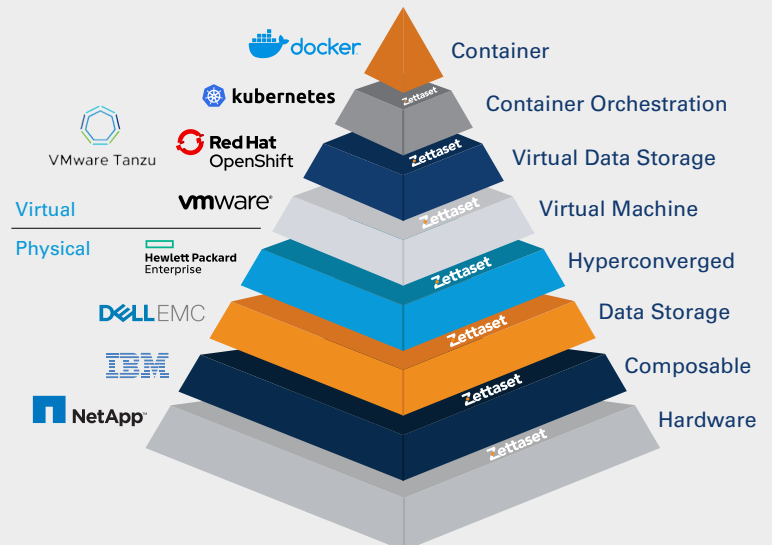 docker
Container
kubernetes
Zettaset
Container Orchestration
VMware Tanzu
Red Hat
OpenShift
Zettaset
Virtual Data Storage
Virtual
vmware®
Zettaset
Virtual Machine
Physical
Hewlett Packard
Enterprise
Zettaset
Hyperconverged
DELLEMC
Zettaset
Data Storage
IBM
Zettaset
Composable
NetApp™
Zettaset
Hardware